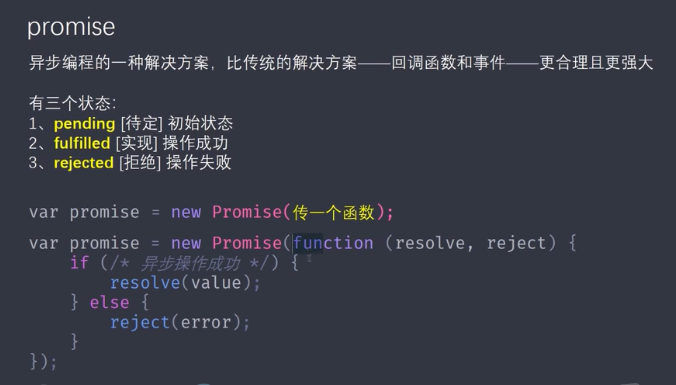 promise
异步编程的一种解决方案，比传统的解决方案——回调函数和事件——更合理且更强大
有三个状态：
1、pending [待定] 初始状态
2、fulfilled [实现] 操作成功
3、rejected [拒绝] 操作失败
var promise = new Promise(传一个函数);
var promise = new Promise(function (resolve, reject) {
    if (/* 异步操作成功 */) {
        resolve(value);
    } else {
        reject(error);
    }
});